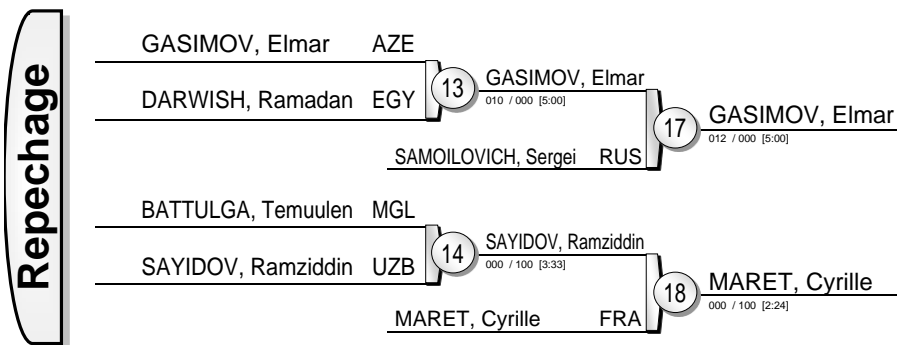 Repechage
GASIMOV, Elmar AZE
DARWISH, Ramadan EGY
13
GASIMOV, Elmar
010 / 000 [5:00]
SAMOILOVICH, Sergei RUS
17
GASIMOV, Elmar
012 / 000 [5:00]
BATTULGA, Temuulen MGL
SAYIDOV, Ramziddin UZB
14
SAYIDOV, Ramziddin
000 / 100 [3:33]
MARET, Cyrille FRA
18
MARET, Cyrille
000 / 100 [2:24]